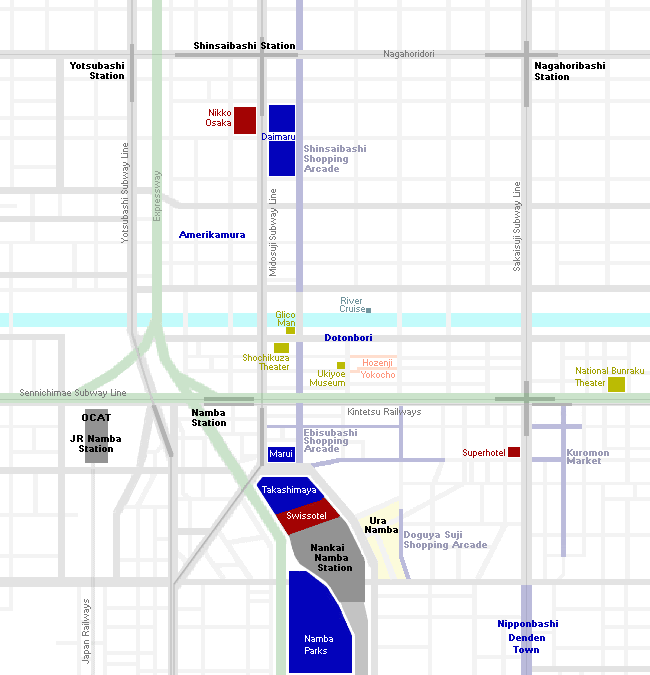 Shinsaibashi Station
Nagahoridori
Yotsubashi
Station
Nagahoribashi
Station
Nikko
Osaka
Daimaru
Shinsaibashi
Shopping
Arcade
Yotsubashi Subway Line
Expressway
Midosuji Subway Line
Sakaisuji Subway Line
Amerikamura
River
Cruise
Glico
Man
Dotonbori
Shochikuza
Theater
Ukiyoe
Museum
Hozenji
Yokocho
National Bunraku
Theater
Sennichimae Subway Line
OCAT
JR Namba
Station
Namba
Station
Kintetsu Railways
Ebisubashi
Shopping
Arcade
Marui
Superhotel
Kuromon
Market
Takashimaya
Swissotel
Ura
Namba
Doguya Suji
Shopping Arcade
Nankai
Namba
Station
Japan Railways
Namba
Parks
Nipponbashi
Denden
Town